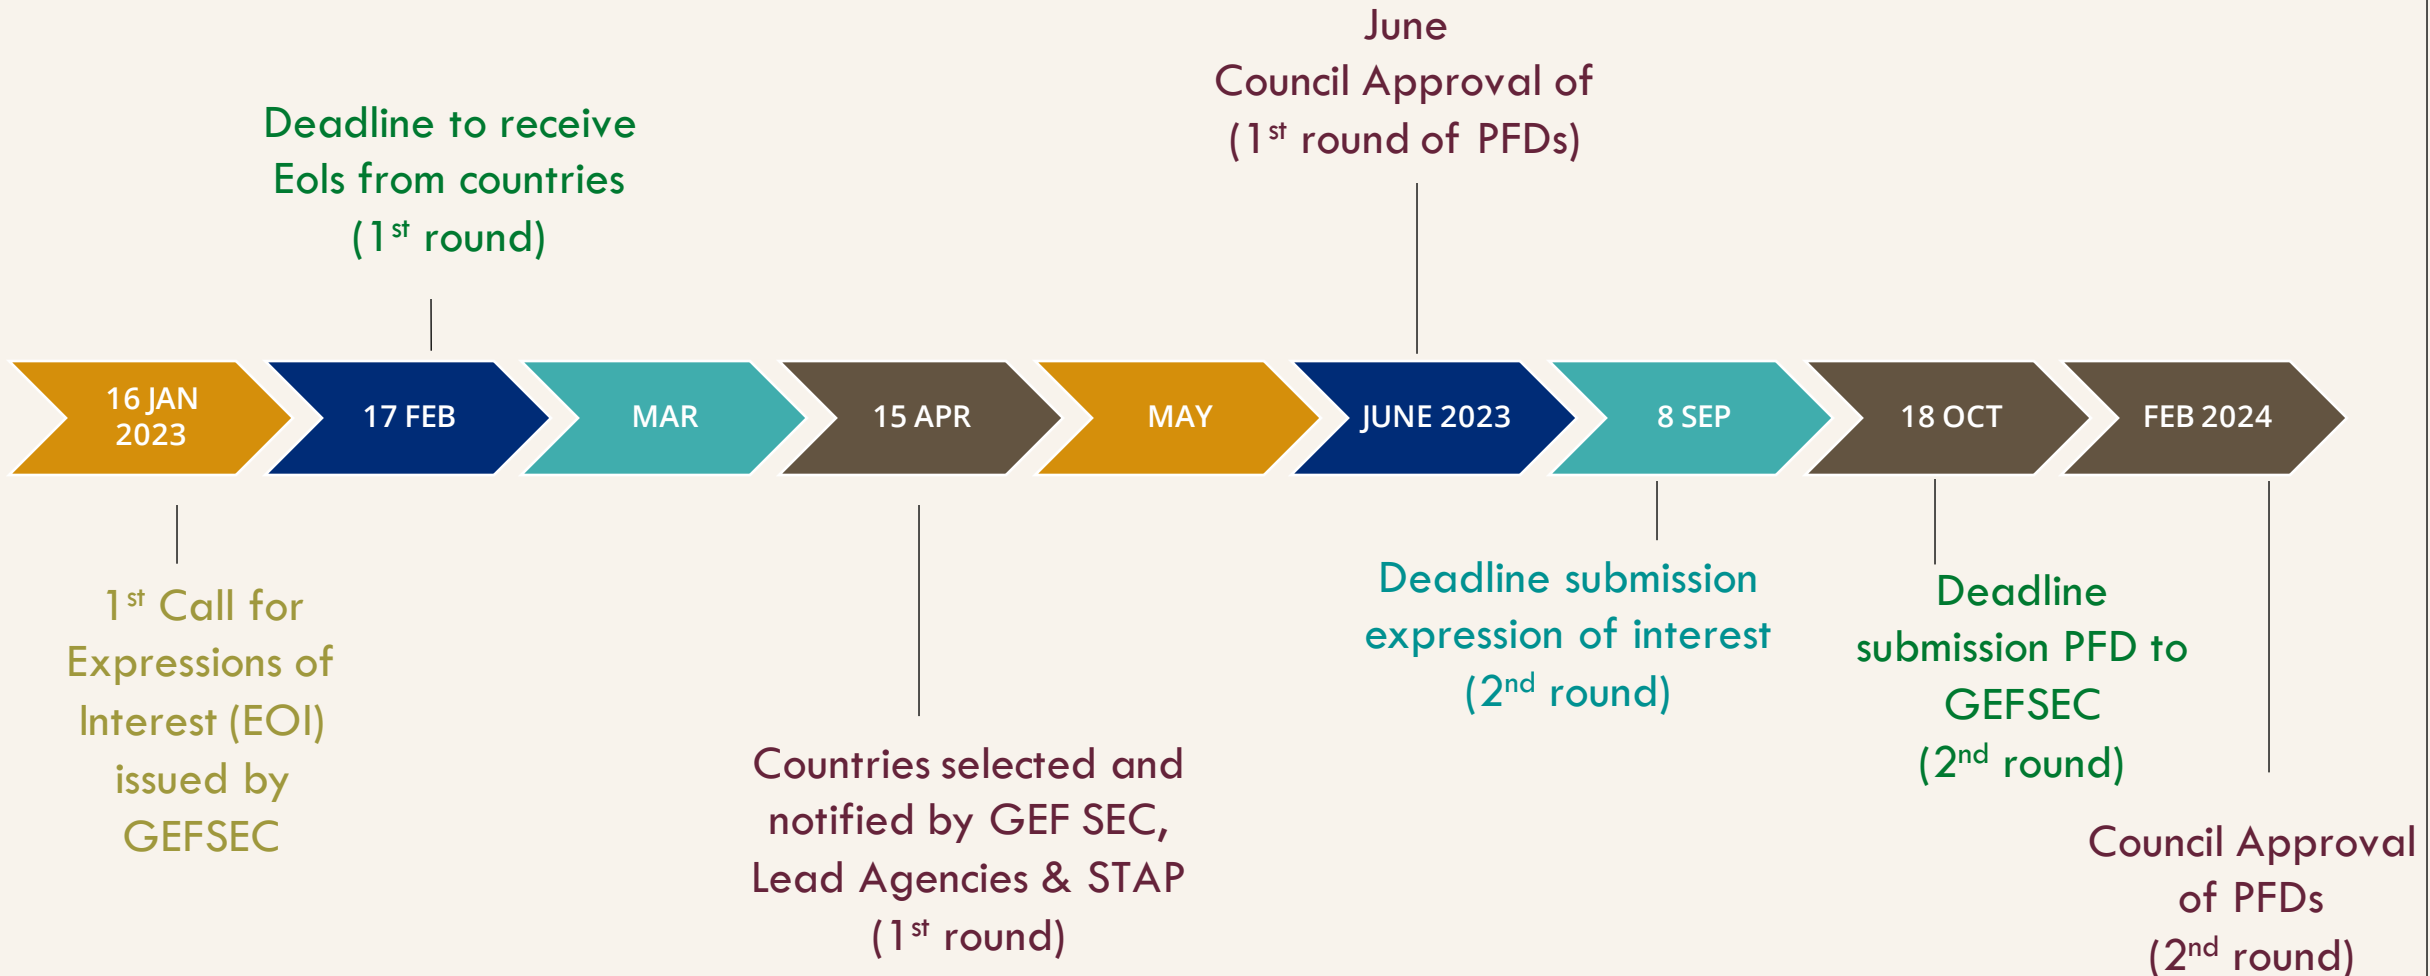 June
Council Approval of
(1st round of PFDs)
Deadline to receive
EoIs from countries
(1st round)
16 JAN
2023
17 FEB
MAR
15 APR
MAY
JUNE 2023
8 SEP
18 OCT
FEB 2024
1st Call for
Expressions of
Interest (EOI)
issued by
GEFSEC
Countries selected and
notified by GEF SEC,
Lead Agencies & STAP
(1st round)
Deadline submission
expression of interest
(2nd round)
Deadline
submission PFD to
GEFSEC
(2nd round)
Council Approval
of PFDs
(2nd round)